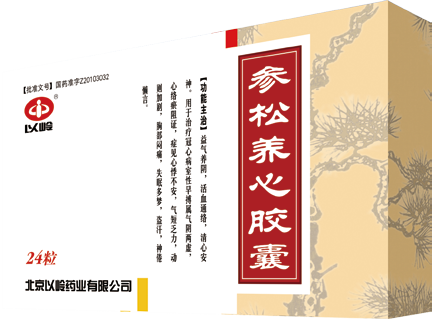 【批准文号】国药准字Z20103032
以岭
®
24粒
北京以岭药业有限公司
【功能主治】益气养阴，活血通络，清心安
神。用于治疗冠心病室性早搏属气阴两虚，
心络瘀阻证，症见心悸不安，气短乏力，动
则加剧，胸部闷痛，失眠多梦，盗汗，神倦
懒言。
参松养心胶囊